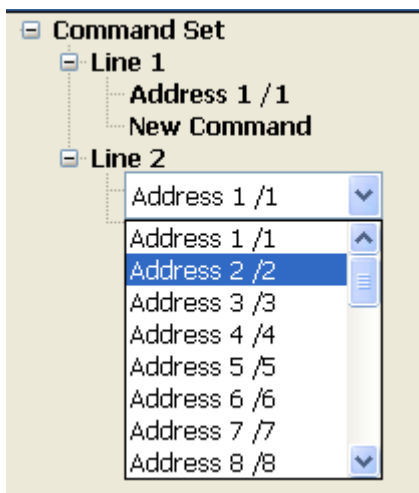 Command Set
Line 1
Address 1 /1
New Command
Line 2
Address 1 /1
Address 1 /1
Address 2 /2
Address 3 /3
Address 4 /4
Address 5 /5
Address 6 /6
Address 7 /7
Address 8 /8